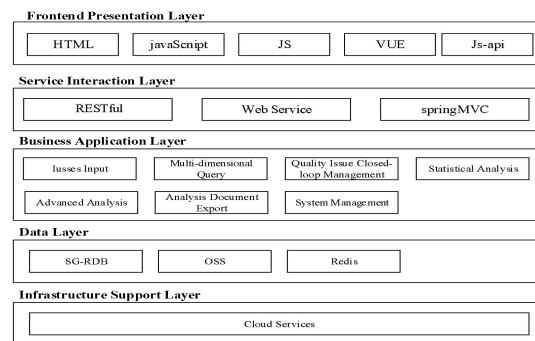 Frontend Presentation Layer
HTML
javaScnipt
JS
VUE
Js-api
Service Interaction Layer
RESTful
Web Service
springMVC
Business Application Layer
Iusses Input
Multi-dimensional
Query
Quality Issue Closed-
loop Management
Statistical Analysis
Advanced Analysis
Analysis Document
Export
System Management
Data Layer
SG-RDB
OSS
Redis
Infrastructure Support Layer
Cloud Services